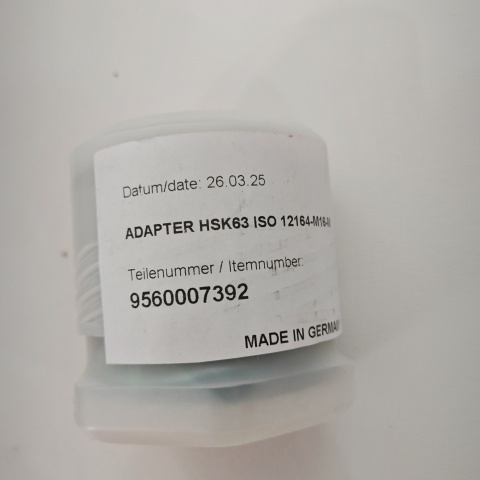 Datum/date: 26.03.25
ADAPTER HSK63 ISO 12164-M16-
Teilenummer / Itemnumber:
9560007392
MADE IN GERMA